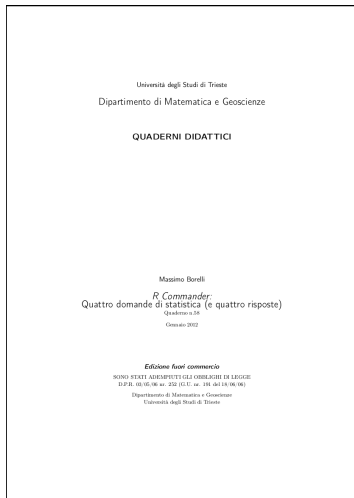 Università degli Studi di Trieste
Dipartimento di Matematica e Geoscienze
QUADERNI DIDATTICI
Massimo Borelli
R Commander:
Quattro domande di statistica (e quattro risposte)
Quaderno n.58
Gennaio 2012
Edizione fuori commercio
SONO STATI ADEMPIUTI GLI OBBLIGHI DI LEGGE
D.P.R. 03/05/06 nr. 252 (G.U. nr. 191 del 18/06/06)
Dipartimento di Matematica e Geoscienze
Università degli Studi di Trieste